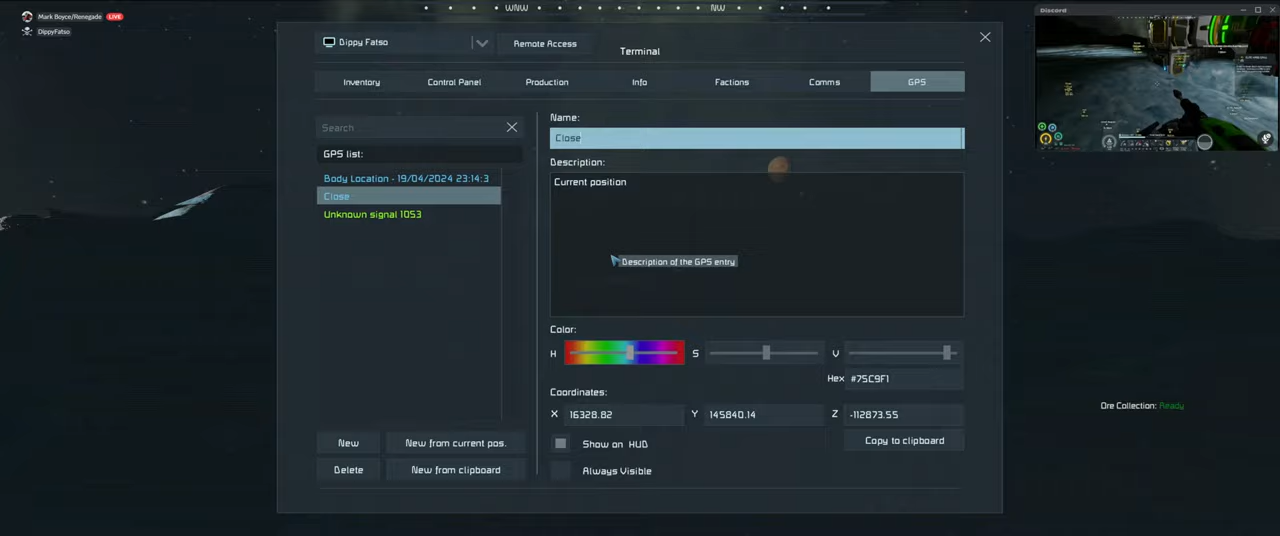 WNW
NW
Mark Boyce/Renegade LIVE
DippyFatso
Discord
Dippy Fatso
Remote Access
Terminal
Inventory
Control Panel
Production
Info
Factions
Comms
GPS
Search
GPS list:
Body Location - 19/04/2024 23:14:3
Close
Unknown signal 1053
Name:
Close
Description:
Current position
Description of the GPS entry
Color:
H
S
V
Hex #75C9F1
Coordinates:
X 16328.82
Y 145840.14
Z -112873.55
Show on HUD
Copy to clipboard
Always Visible
New
New from current pos.
Delete
New from clipboard
Ore Collection: Ready